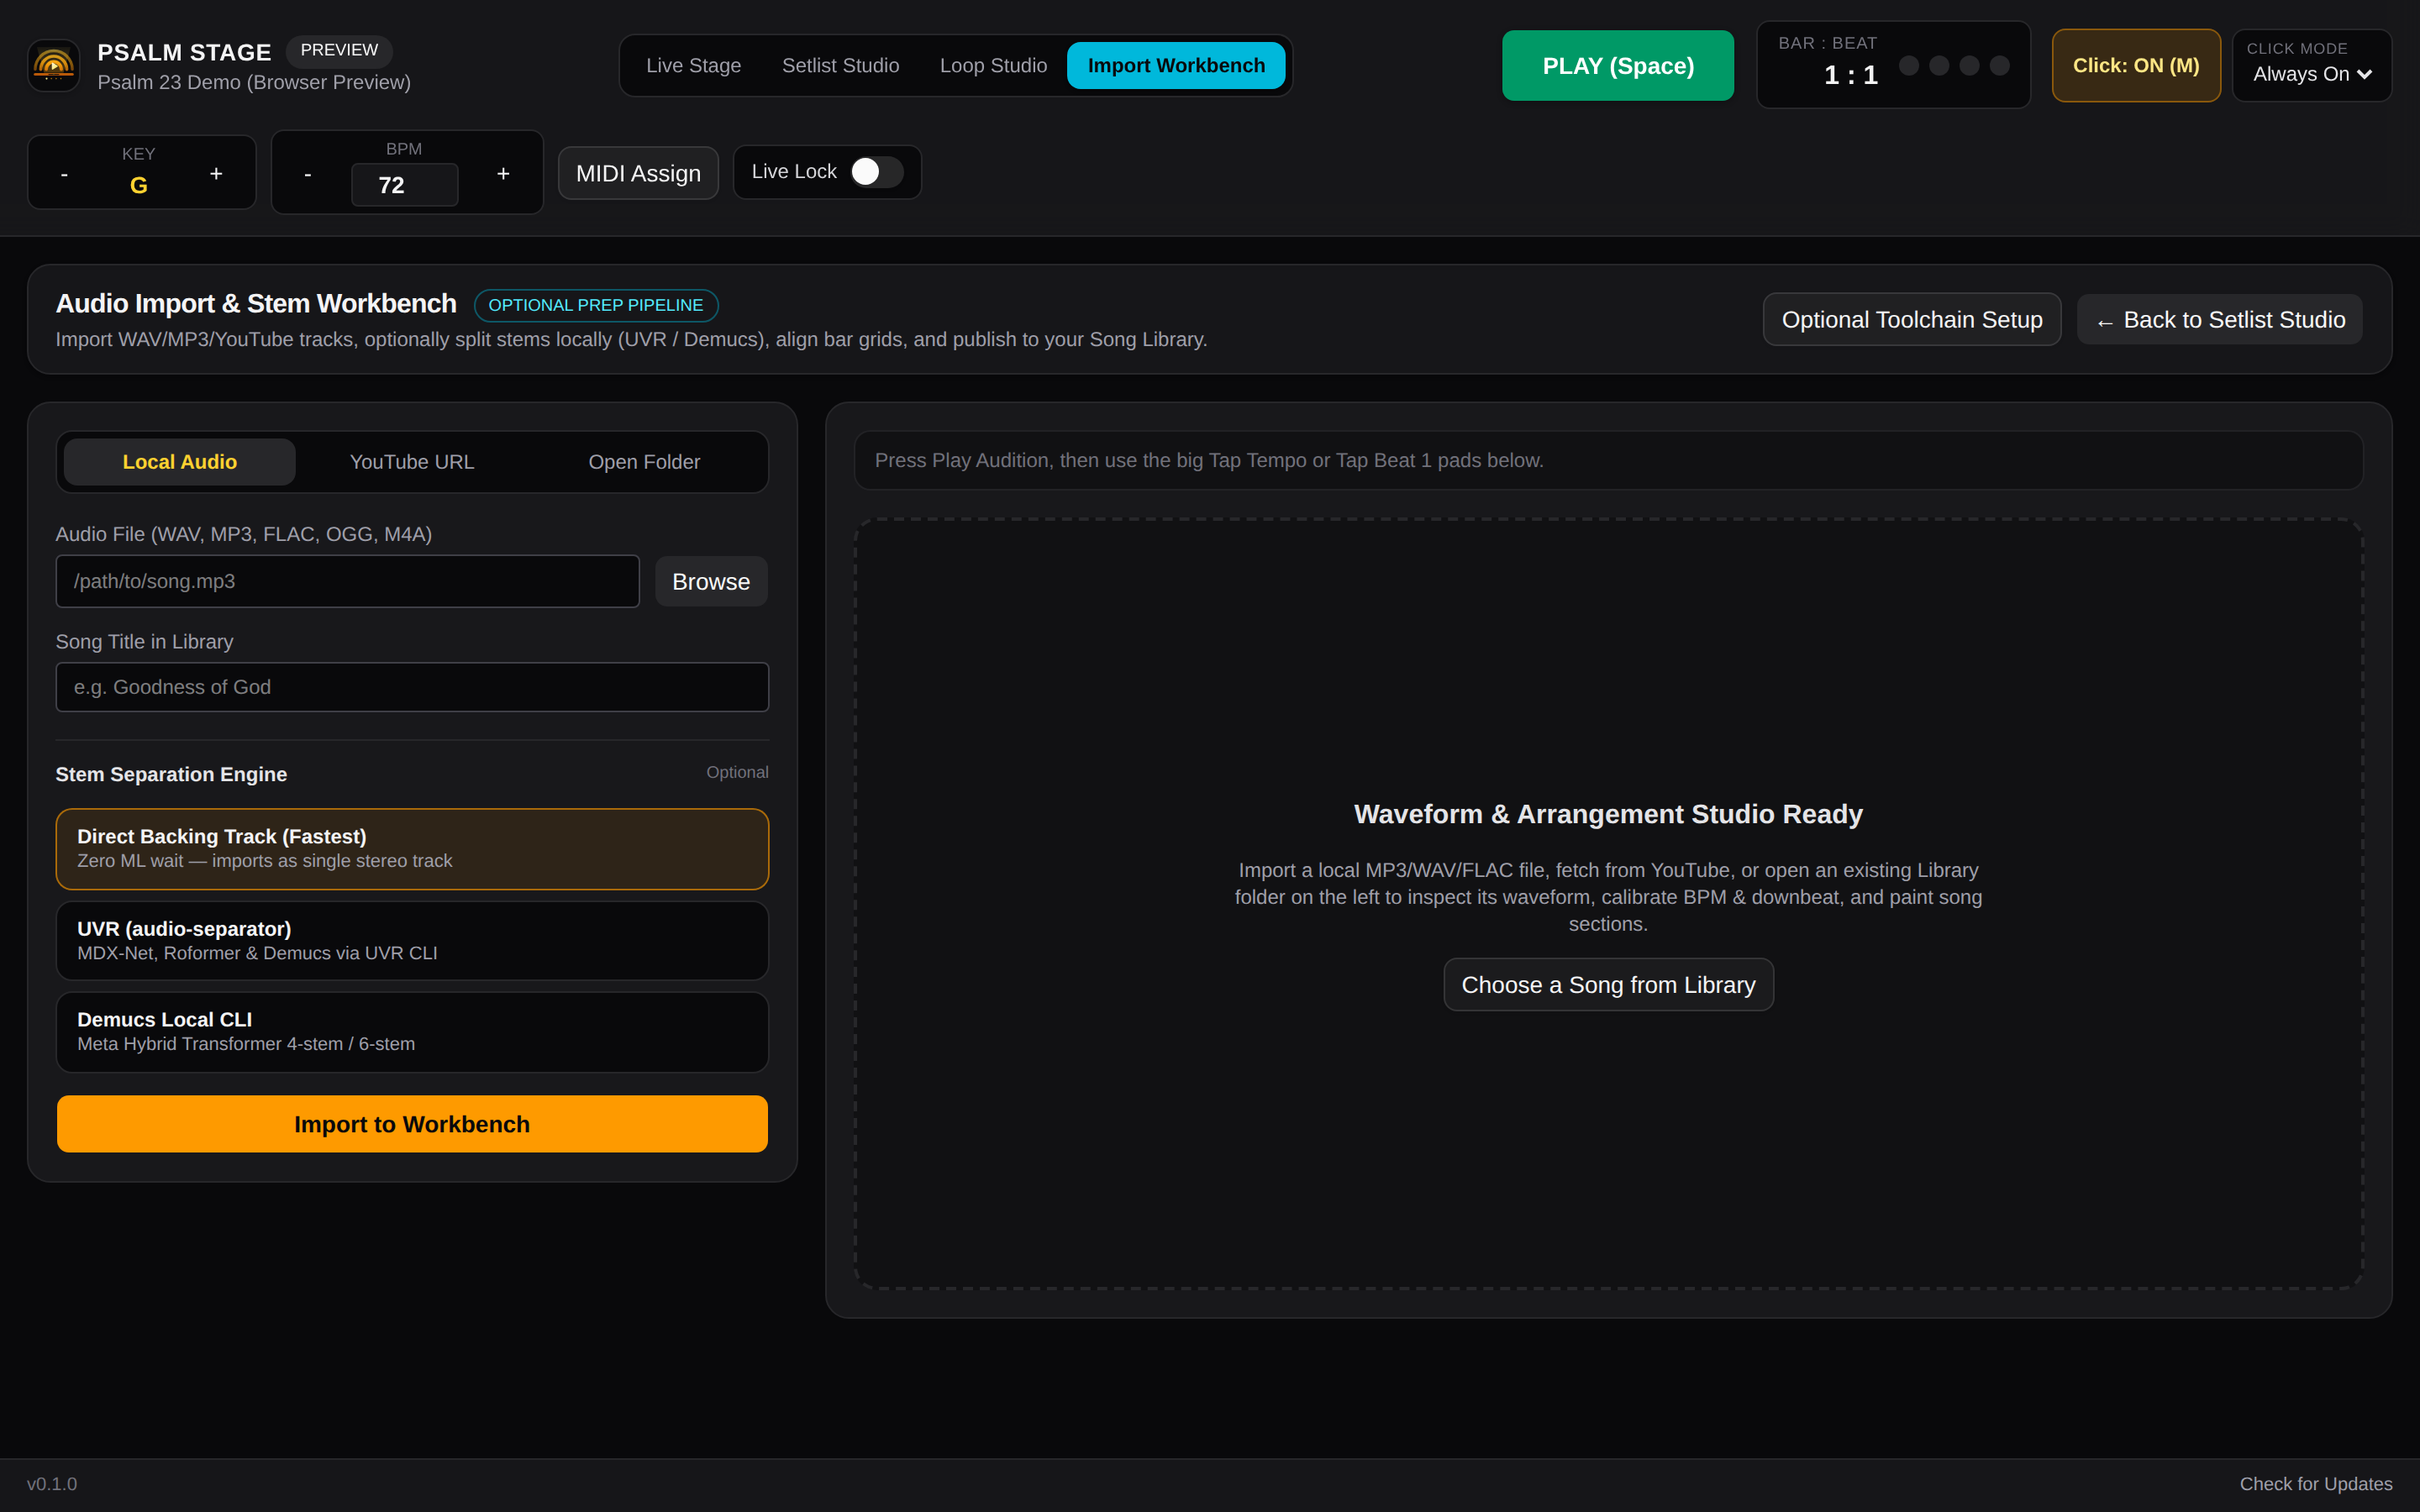 PSALM STAGE PREVIEW
Psalm 23 Demo (Browser Preview)
Live Stage Setlist Studio Loop Studio Import Workbench
PLAY (Space)
BAR : BEAT
1 : 1
Click: ON (M)
CLICK MODE
Always On
- KEY +
G
- BPM +
72
MIDI Assign
Live Lock
Audio Import & Stem Workbench OPTIONAL PREP PIPELINE
Import WAV/MP3/YouTube tracks, optionally split stems locally (UVR / Demucs), align bar grids, and publish to your Song Library.
Optional Toolchain Setup
← Back to Setlist Studio
Local Audio YouTube URL Open Folder
Audio File (WAV, MP3, FLAC, OGG, M4A)
/path/to/song.mp3 Browse
Song Title in Library
e.g. Goodness of God
Stem Separation Engine Optional
Direct Backing Track (Fastest)
Zero ML wait — imports as single stereo track
UVR (audio-separator)
MDX-Net, Roformer & Demucs via UVR CLI
Demucs Local CLI
Meta Hybrid Transformer 4-stem / 6-stem
Import to Workbench
Press Play Audition, then use the big Tap Tempo or Tap Beat 1 pads below.
Waveform & Arrangement Studio Ready
Import a local MP3/WAV/FLAC file, fetch from YouTube, or open an existing Library
folder on the left to inspect its waveform, calibrate BPM & downbeat, and paint song
sections.
Choose a Song from Library
v0.1.0
Check for Updates